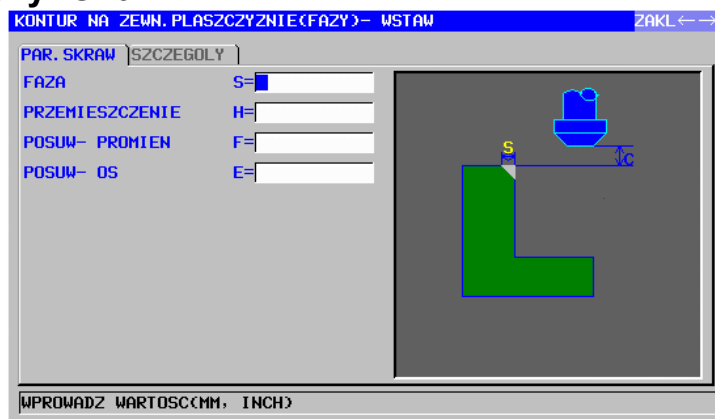 KONTUR NA ZEWN.PLASZCZYZNIE(FAZY)- WSTAW ZAKL←→
PAR.SKRAW SZCZEGOLY
FAZA S=
PRZEMIESZCZENIE H=
POSUW- PROMIEN F=
POSUW- OS E=
S
C
WPROWADZ WARTOSC(MM, INCH)